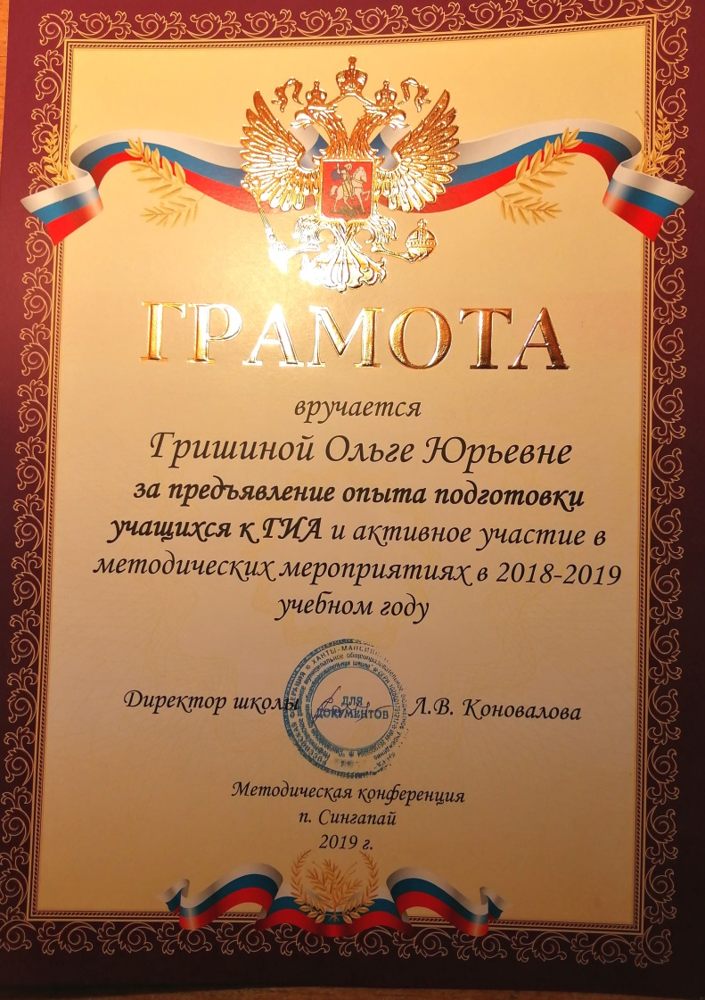 ГРАМОТА
вручается
Гришиной Ольге Юрьевне
за предъявление опыта подготовки
учащихся к ГИА и активное участие в
методических мероприятиях в 2018-2019
учебном году
Директор школы
ДЛЯ
ДОКУМЕНТОВ
Л.В. Коновалова
Методическая конференция
п. Сингапай
2019 г.